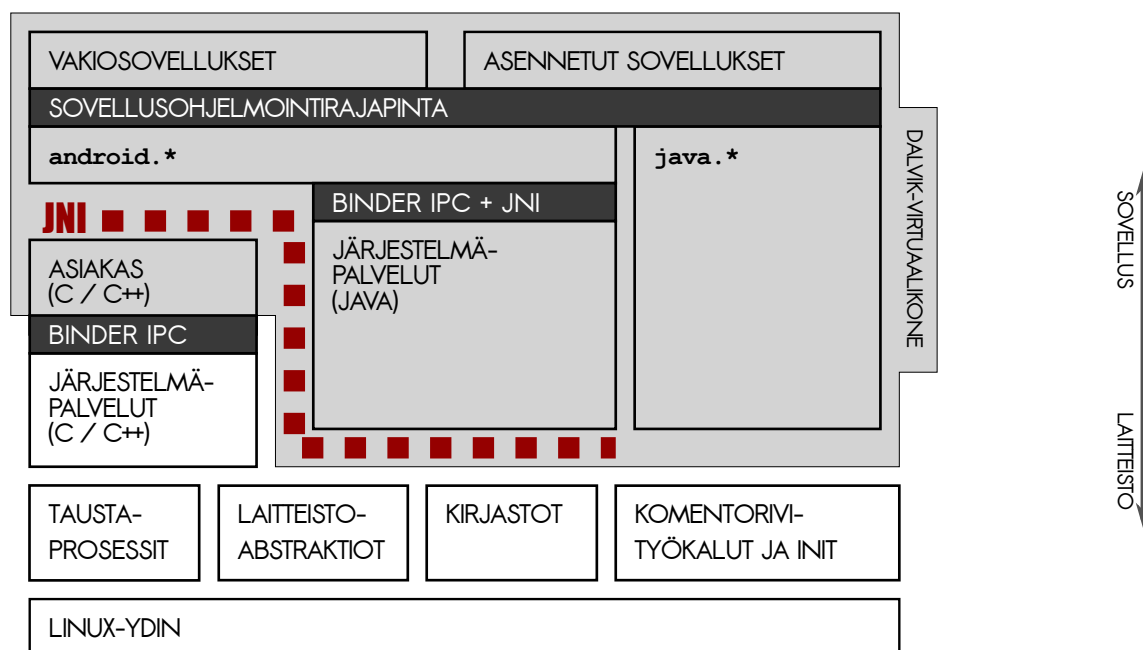 VAKIOSOVELLUKSET
ASENNETUT SOVELLUKSET
SOVELLUSOHJELMOINTIRAJAPINTA
android.*
java.*
JNI
BINDER IPC + JNI
JÄRJESTELMÄ-
PALVELUT
(JAVA)
ASIAKAS
(C / C++)
BINDER IPC
JÄRJESTELMÄ-
PALVELUT
(C / C++)
DALVIK-VIRTUAALIKONE
SOVELLUS
LAITTEISTO
TAUSTA-
PROSESSIT
LAITTEISTO-
ABSTRAKTIOT
KIRJASTOT
KOMENTORIVI-
TYÖKALUT JA INIT
LINUX-YDIN